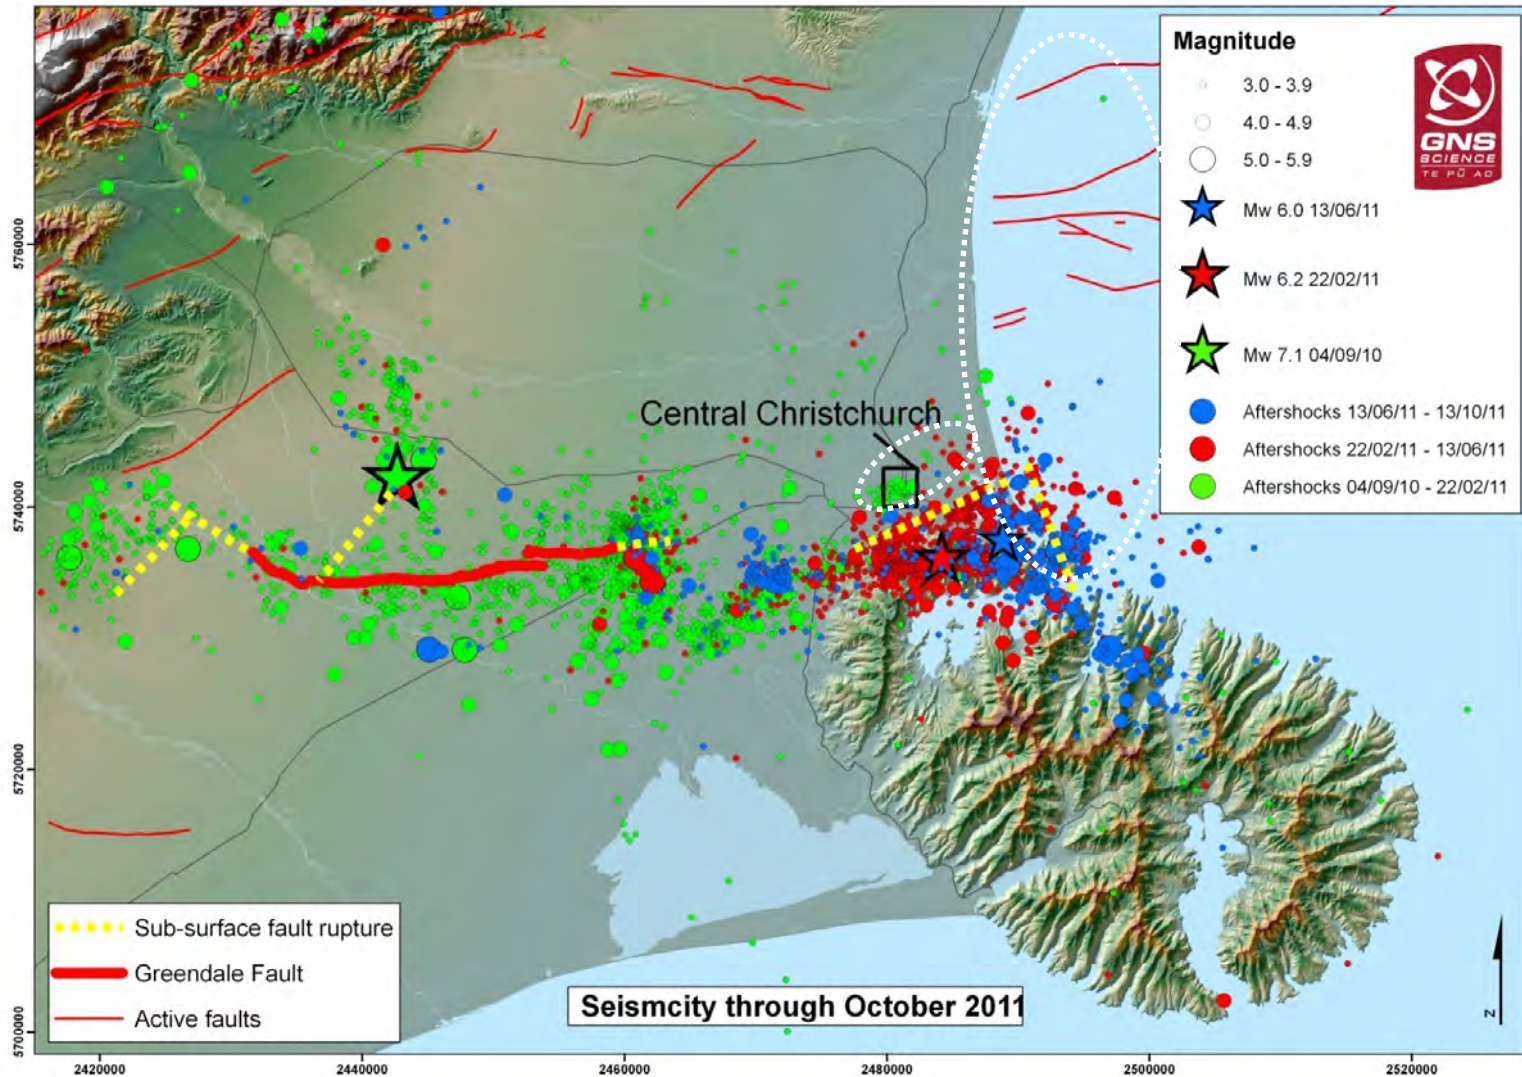 Magnitude
3.0 - 3.9
4.0 - 4.9
5.0 - 5.9
Mw 6.0 13/06/11
Mw 6.2 22/02/11
Mw 7.1 04/09/10
Aftershocks 13/06/11 - 13/10/11
Aftershocks 22/02/11 - 13/06/11
Aftershocks 04/09/10 - 22/02/11
GNS
SCIENCE
TE PŪ AO
Central Christchurch
Sub-surface fault rupture
Greendale Fault
Active faults
Seismcity through October 2011
N
5760000
5740000
5720000
5700000
2420000
2440000
2460000
2480000
2500000
2520000